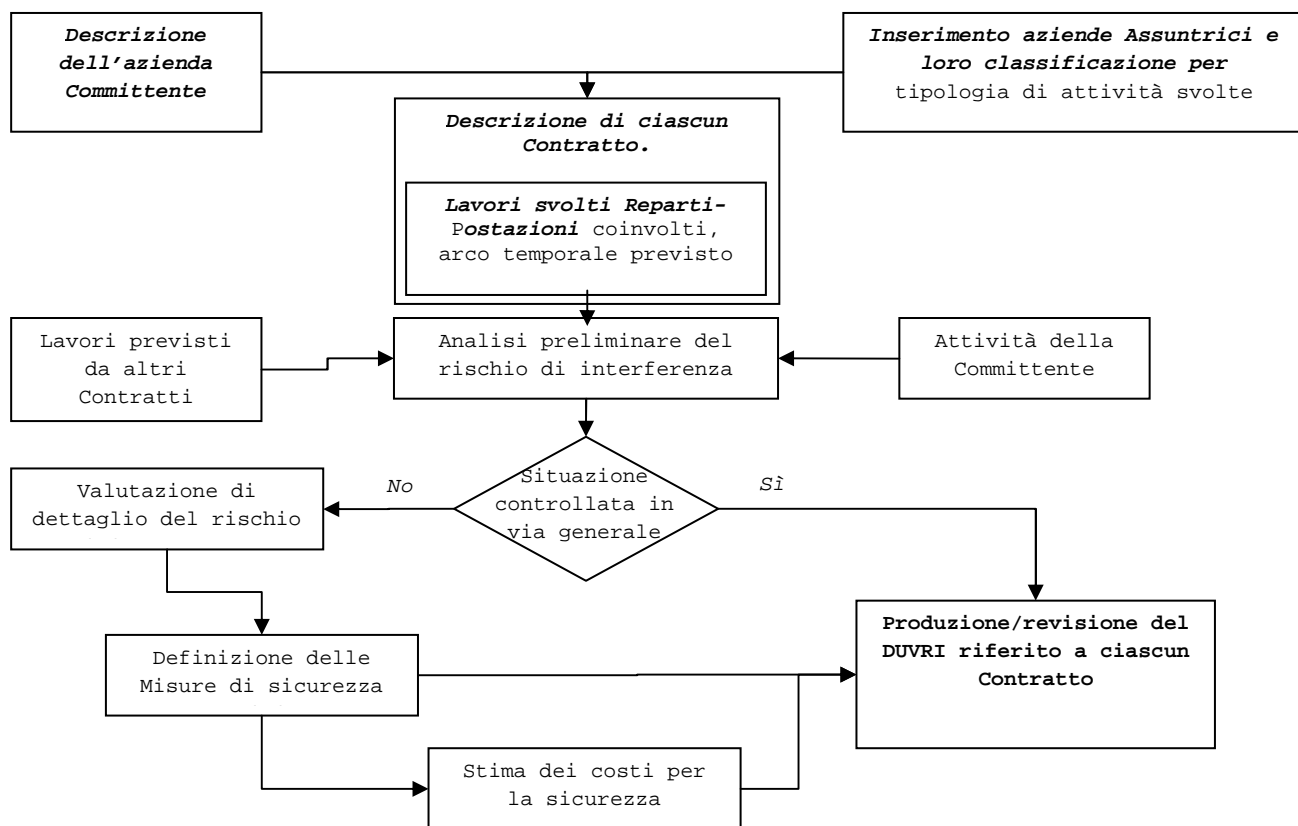 Descrizione
dell'azienda
Committente
Inserimento aziende Assuntrici e
loro classificazione per
tipologia di attività svolte
Descrizione di ciascun
Contratto.
Lavori svolti Reparti-
Postazioni coinvolti,
arco temporale previsto
Lavori previsti
da altri
Contratti
Analisi preliminare del
rischio di interferenza
Attività della
Committente
Situazione
controllata in
via generale
No
Sì
Valutazione di
dettaglio del rischio
Definizione delle
Misure di sicurezza
Produzione/revisione del
DUVRI riferito a ciascun
Contratto
Stima dei costi per
la sicurezza